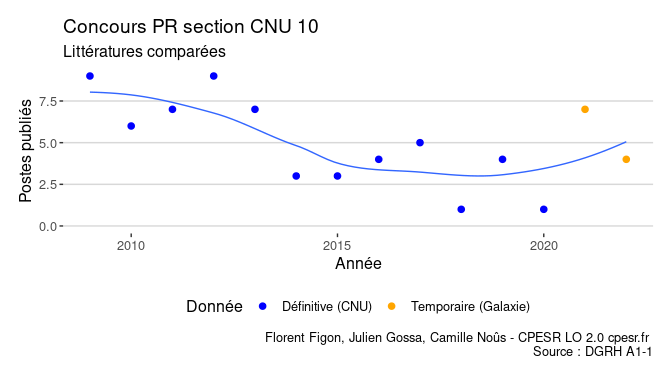 Concours PR section CNU 10
Littératures comparées
Postes publiés
7.5
5.0
2.5
0.0
2010
2015
2020
Année
Donnée
Définitive (CNU)
Temporaire (Galaxie)
Florent Figon, Julien Gossa, Camille Noûs - CPESR LO 2.0 cpesr.fr
Source : DGRH A1-1